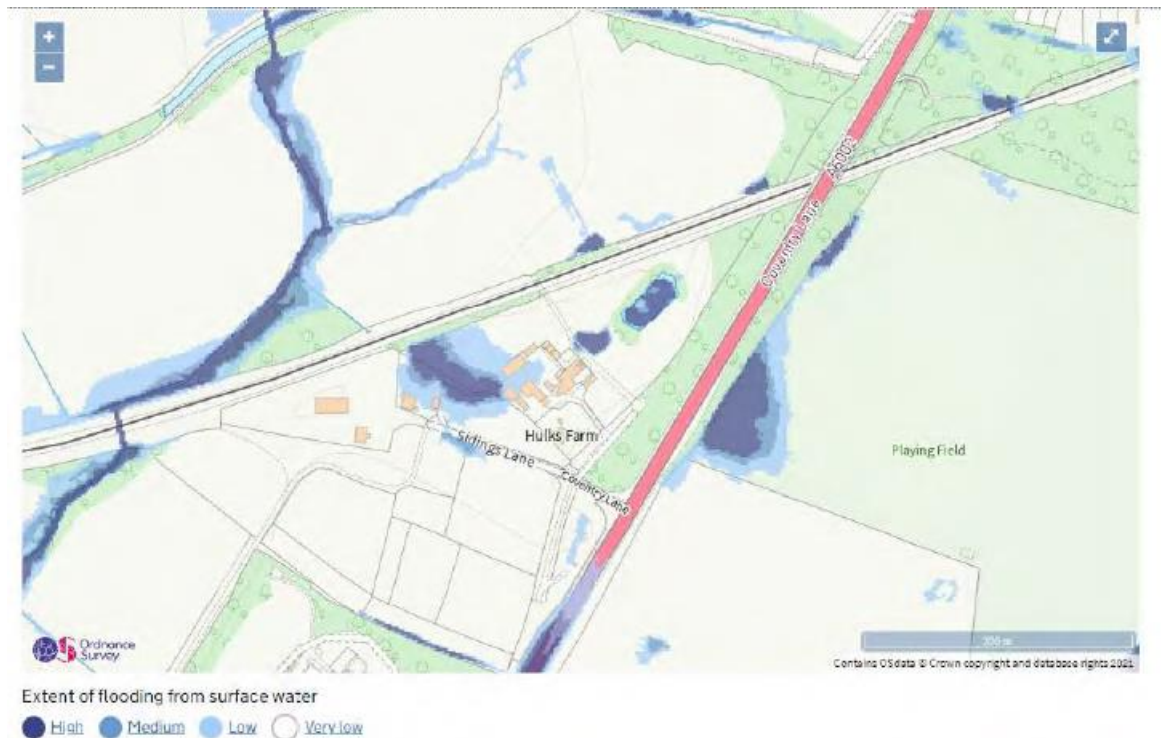 +
−
A6002
Coventry Lane
Hulks Farm
Sidings Lane
Coventry Lane
Playing Field
Ordnance
Survey
Contains OS data © Crown copyright and database rights 2021
Extent of flooding from surface water
High Medium Low Very low